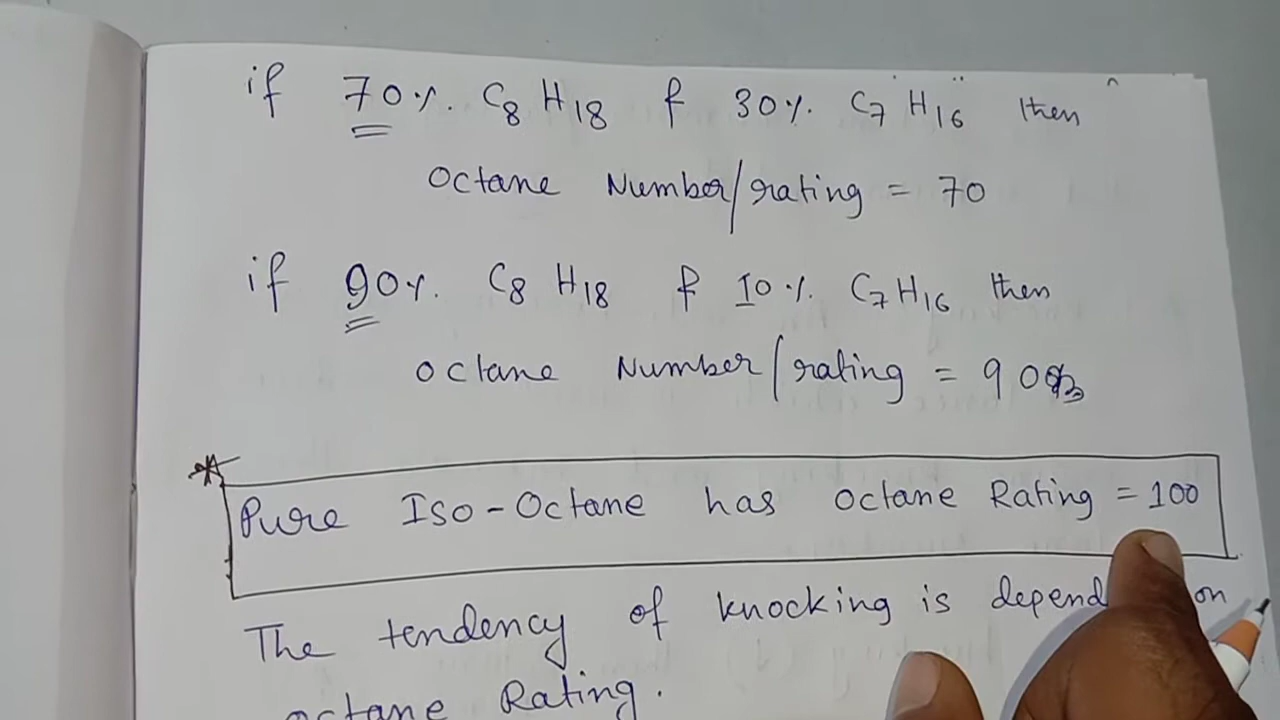 if 70%. C8 H18 & 30%. C7 H16 then
Octane Number/rating = 70
if 90%. C8 H18 & 10%. C7 H16 then
octane Number/rating = 90
Pure Iso-Octane has octane Rating = 100
The tendency of knocking is depend on
octane Rating.